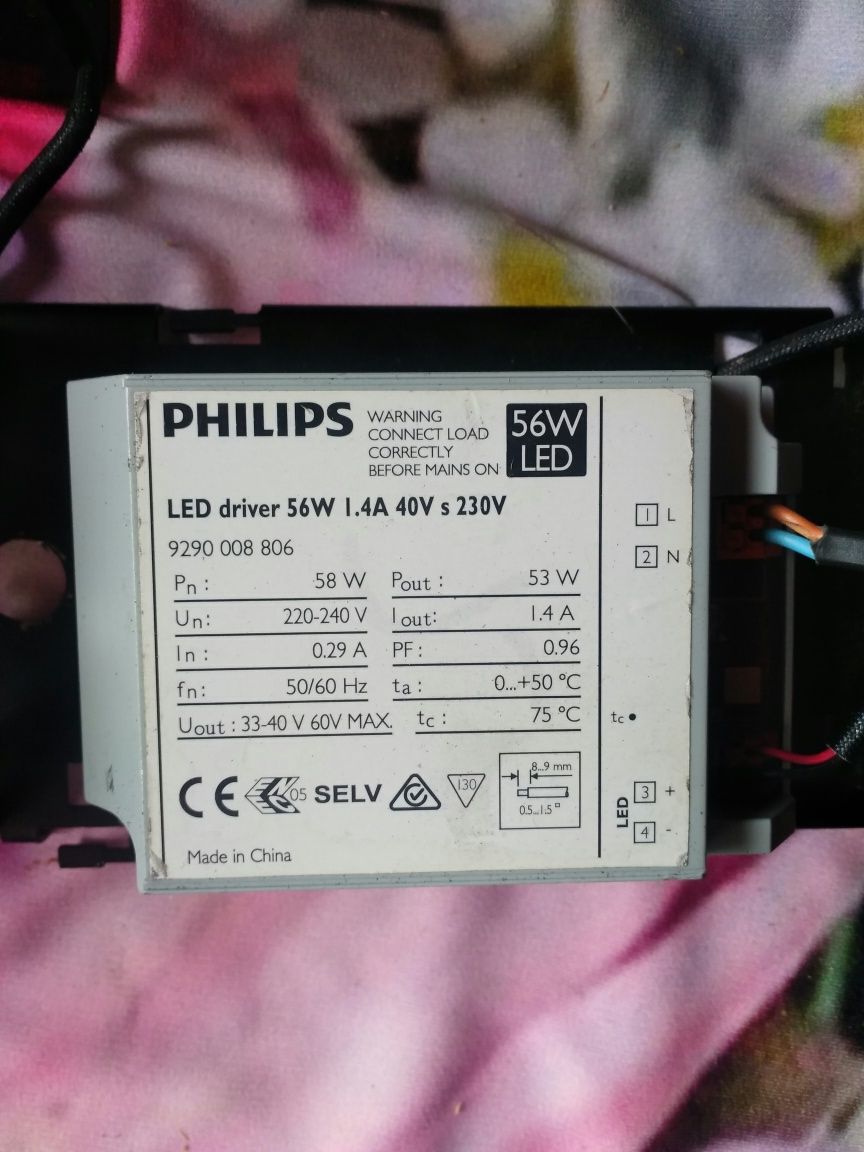 PHILIPS
WARNING
CONNECT LOAD
CORRECTLY
BEFORE MAINS ON
56W
LED
LED driver 56W 1.4A 40V s 230V
9290 008 806
Pn : 58 W
Pout : 53 W
Un : 220-240 V
Iout: 1.4 A
In : 0.29 A
PF : 0.96
fn: 50/60 Hz
ta : 0...+50 °C
Uout : 33-40 V 60V MAX.
tc : 75 °C
CE 05 SELV 130
8...9 mm
0.5...1.5 □
Made in China
1 L
2 N
tc •
LED
3 +
4 -